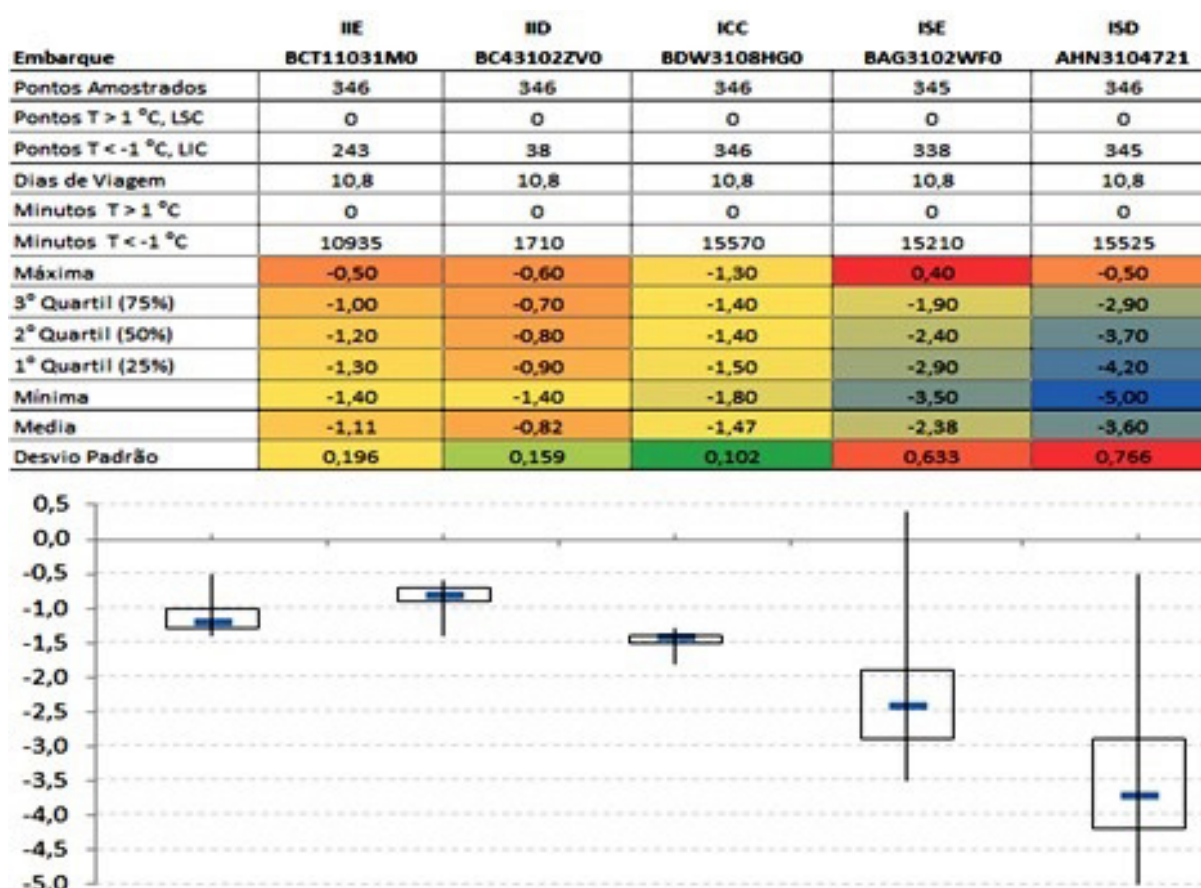 IIE IID ICC ISE ISD
Embarque BCT11031M0 BC43102ZV0 BDW3108HG0 BAG3102WF0 AHN3104721
Pontos Amostrados 346 346 346 345 346
Pontos T > 1 °C, LSC 0 0 0 0 0
Pontos T < -1 °C, LIC 243 38 346 338 345
Dias de Viagem 10,8 10,8 10,8 10,8 10,8
Minutos T > 1 °C 0 0 0 0 0
Minutos T < -1 °C 10935 1710 15570 15210 15525
Máxima -0,50 -0,60 -1,30 0,40 -0,50
3° Quartil (75%) -1,00 -0,70 -1,40 -1,90 -2,90
2° Quartil (50%) -1,20 -0,80 -1,40 -2,40 -3,70
1° Quartil (25%) -1,30 -0,90 -1,50 -2,90 -4,20
Mínima -1,40 -1,40 -1,80 -3,50 -5,00
Media -1,11 -0,82 -1,47 -2,38 -3,60
Desvio Padrão 0,196 0,159 0,102 0,633 0,766
0,5
0,0
-0,5
-1,0
-1,5
-2,0
-2,5
-3,0
-3,5
-4,0
-4,5
-5,0